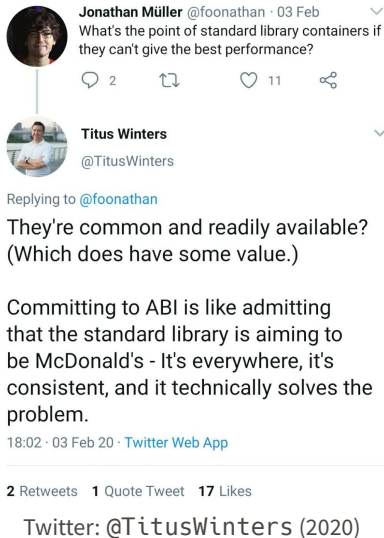 Jonathan Müller @foonathan · 03 Feb
What's the point of standard library containers if
they can't give the best performance?
2 11
Titus Winters
@TitusWinters
Replying to @foonathan
They're common and readily available?
(Which does have some value.)
Committing to ABI is like admitting
that the standard library is aiming to
be McDonald's - It's everywhere, it's
consistent, and it technically solves the
problem.
18:02 · 03 Feb 20 · Twitter Web App
2 Retweets 1 Quote Tweet 17 Likes
Twitter: @TitusWinters (2020)